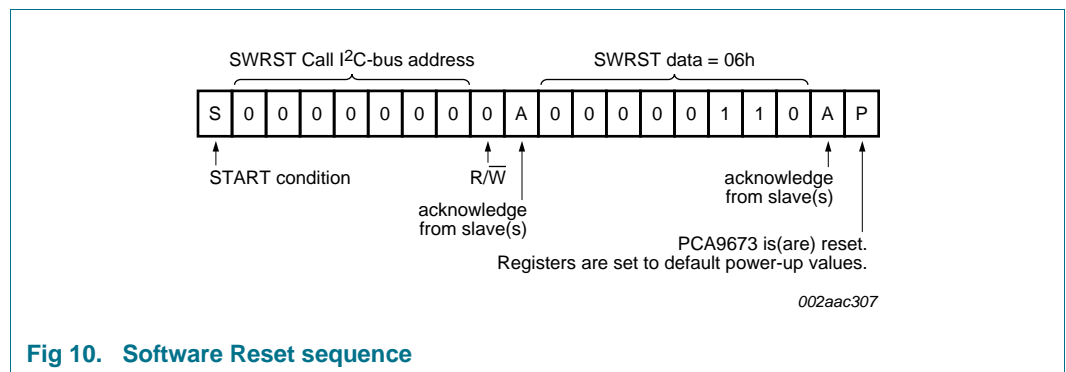 SWRST Call I2C-bus address
SWRST data = 06h
S 0 0 0 0 0 0 0 0 A 0 0 0 0 0 1 1 0 A P
START condition
R/W̅
acknowledge
from slave(s)
acknowledge
from slave(s)
PCA9673 is(are) reset.
Registers are set to default power-up values.
002aac307
Fig 10. Software Reset sequence